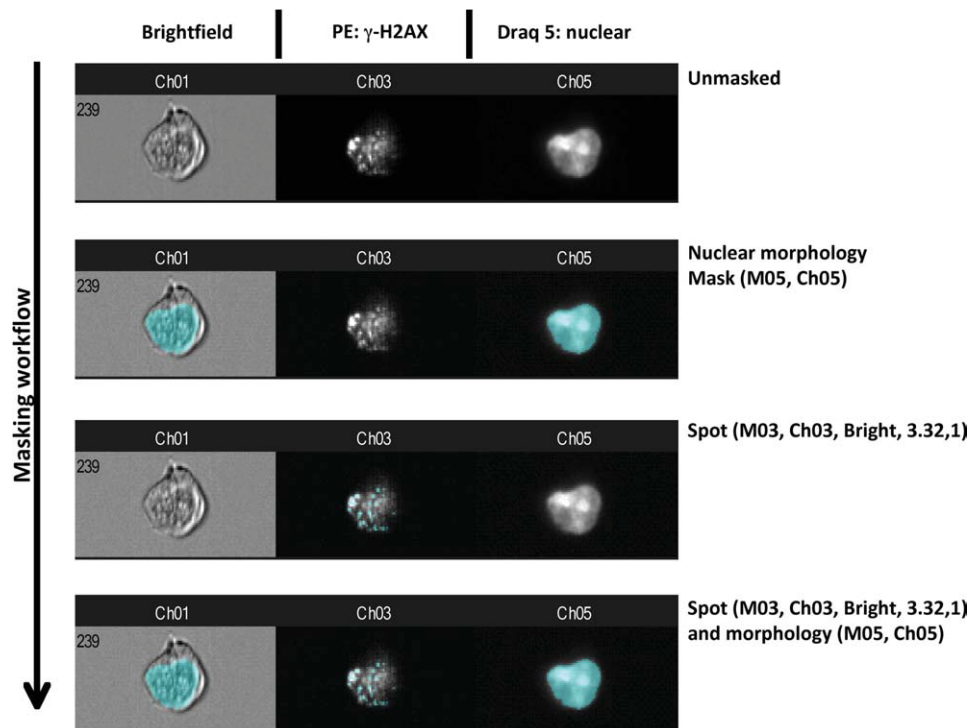 Brightfield
PE: γ-H2AX
Draq 5: nuclear
Masking workflow
Ch01
Ch03
Ch05
Unmasked
239
Ch01
Ch03
Ch05
Nuclear morphology
Mask (M05, Ch05)
239
Ch01
Ch03
Ch05
Spot (M03, Ch03, Bright, 3.32,1)
239
Ch01
Ch03
Ch05
Spot (M03, Ch03, Bright, 3.32,1)
and morphology (M05, Ch05)
239